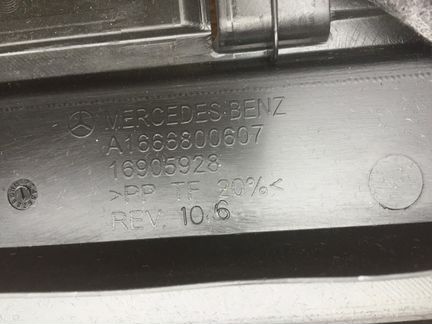 MERCEDES-BENZ
A1666800607
16905928
>PP TF 20%<
REV. 10.6